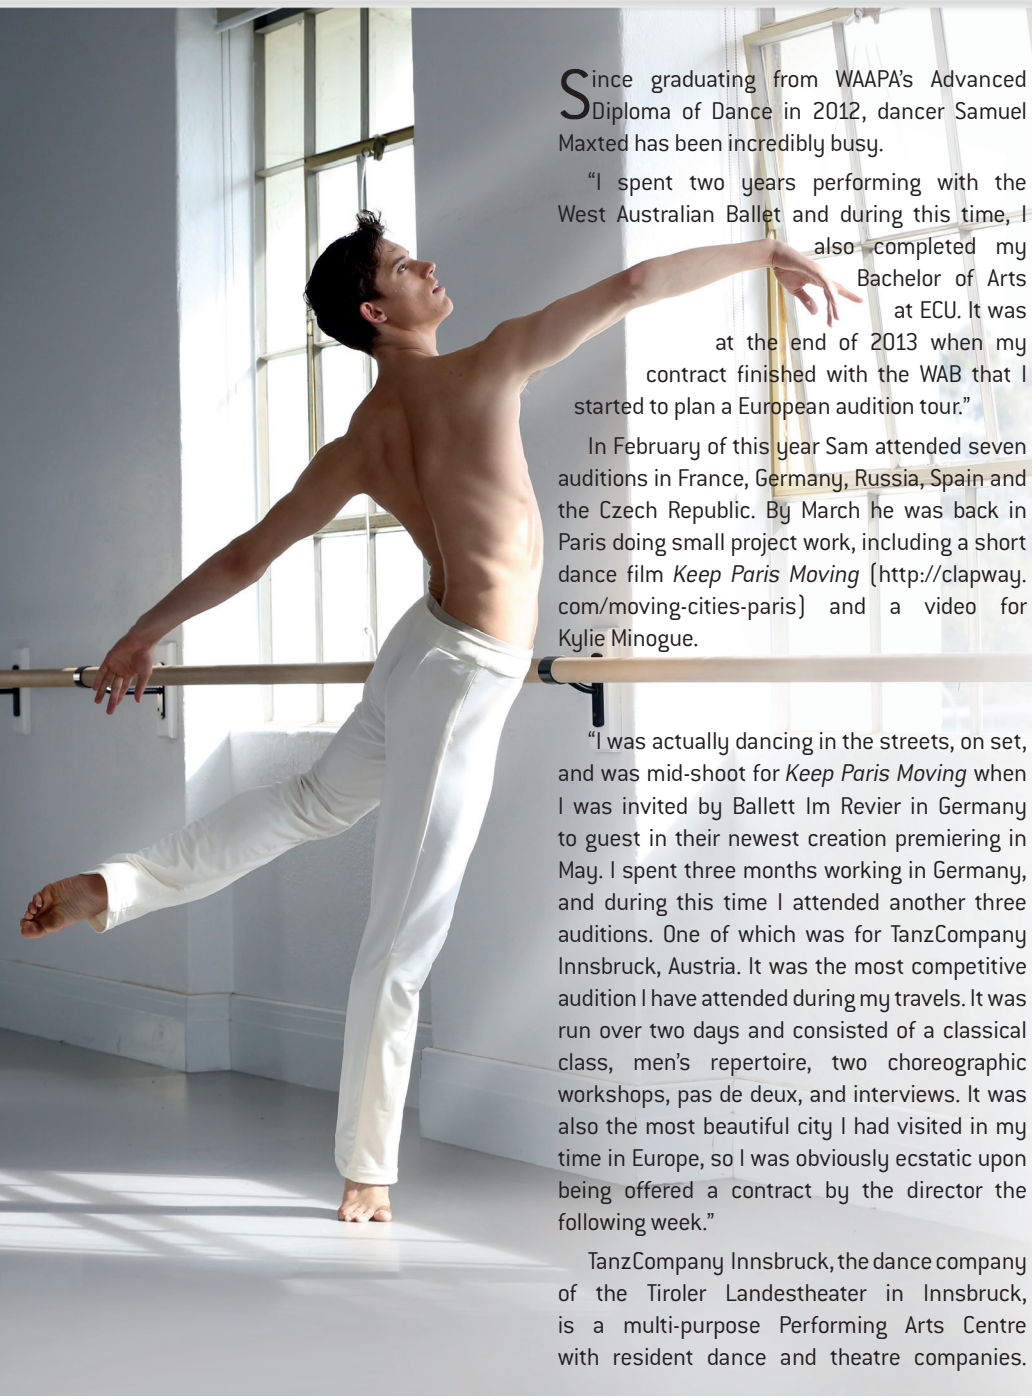 Since graduating from WAAPA's Advanced
Diploma of Dance in 2012, dancer Samuel
Maxted has been incredibly busy.
"I spent two years performing with the
West Australian Ballet and during this time, I
also completed my
Bachelor of Arts
at ECU. It was
at the end of 2013 when my
contract finished with the WAB that I
started to plan a European audition tour."
In February of this year Sam attended seven
auditions in France, Germany, Russia, Spain and
the Czech Republic. By March he was back in
Paris doing small project work, including a short
dance film Keep Paris Moving (http://clapway.
com/moving-cities-paris) and a video for
Kylie Minogue.
"I was actually dancing in the streets, on set,
and was mid-shoot for Keep Paris Moving when
I was invited by Ballett Im Revier in Germany
to guest in their newest creation premiering in
May. I spent three months working in Germany,
and during this time I attended another three
auditions. One of which was for TanzCompany
Innsbruck, Austria. It was the most competitive
audition I have attended during my travels. It was
run over two days and consisted of a classical
class, men's repertoire, two choreographic
workshops, pas de deux, and interviews. It was
also the most beautiful city I had visited in my
time in Europe, so I was obviously ecstatic upon
being offered a contract by the director the
following week."
TanzCompany Innsbruck, the dance company
of the Tiroler Landestheater in Innsbruck,
is a multi-purpose Performing Arts Centre
with resident dance and theatre companies.